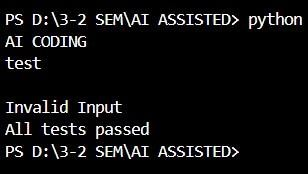 PS D:\3-2 SEM\AI ASSISTED> python
AI CODING
test
Invalid Input
All tests passed
PS D:\3-2 SEM\AI ASSISTED>